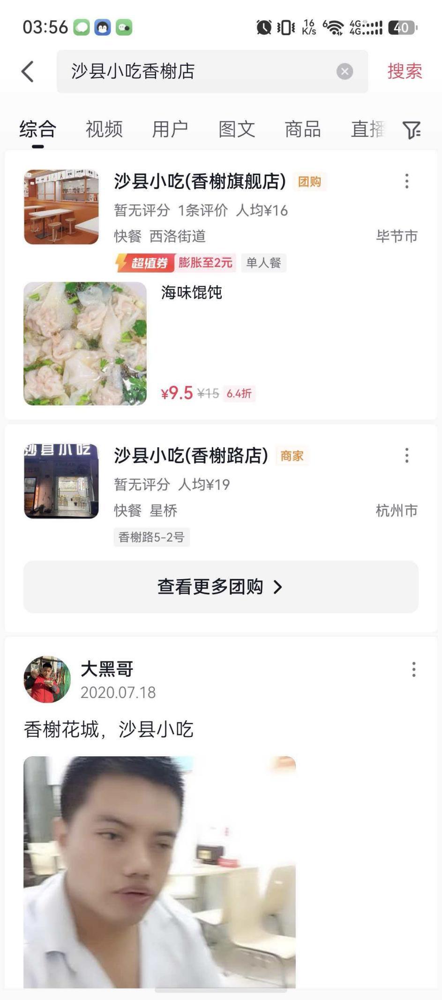 03:56
16
K/s
6
4G
4G
40
沙县小吃香榭店
搜索
综合 视频 用户 图文 商品 直播
沙县小吃(香榭旗舰店) 团购
暂无评分 1条评价 人均¥16
快餐 西洛街道 毕节市
超值券 膨胀至2元 单人餐
海味馄饨
¥9.5 ¥15 6.4折
沙县小吃
沙县小吃(香榭路店) 商家
暂无评分 人均¥19
快餐 星桥 杭州市
香榭路5-2号
查看更多团购
大黑哥
2020.07.18
香榭花城，沙县小吃